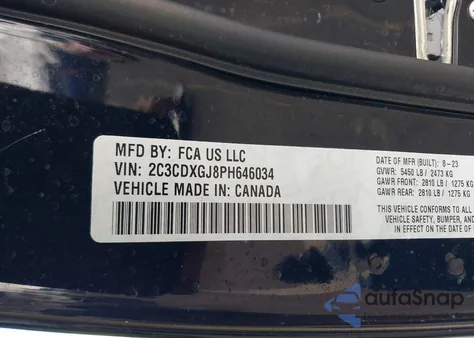 MFD BY: FCA US LLC
VIN: 2C3CDXGJ8PH646034
VEHICLE MADE IN: CANADA
DATE OF MFR (BUILT): 8-23
GVWR: 5450 LB / 2473 KG
GAWR FRONT: 2810 LB / 1275 KG
GAWR REAR: 2810 LB / 1275 KG
THIS VEHICLE CONFORMS TO
SAFETY, BUMPER, AND
IN EFFECT ON THE DATE OF
autoSnap